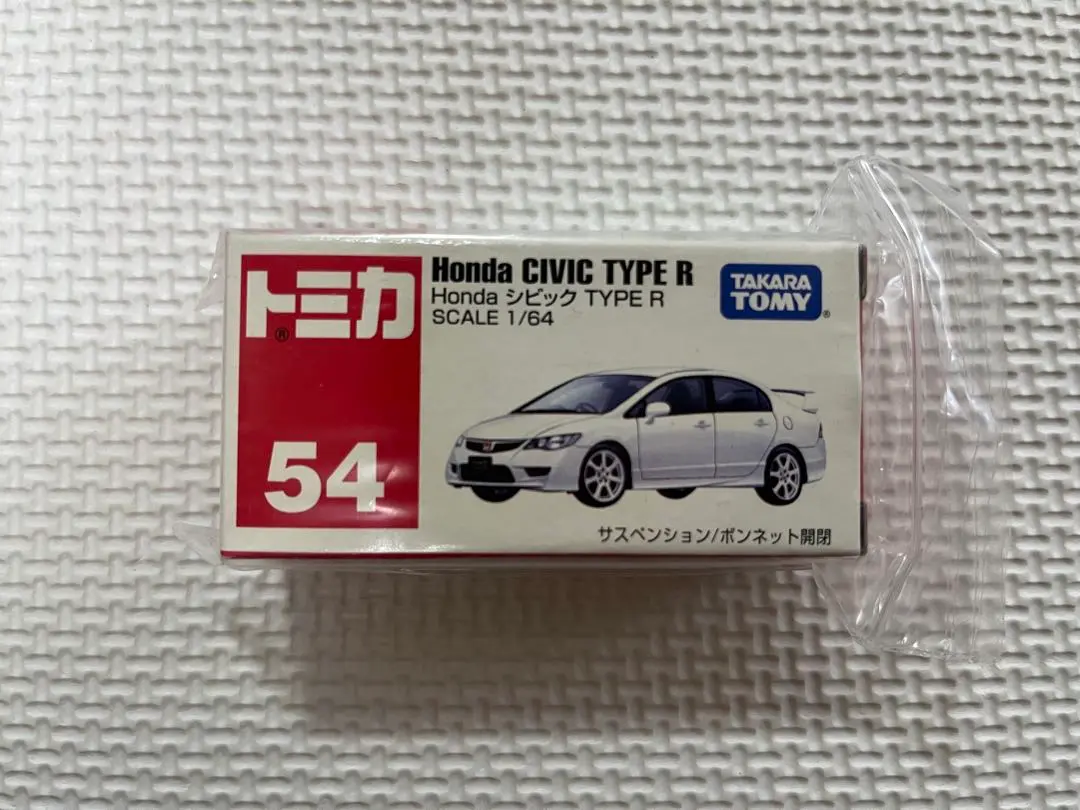 トミカ
®
54
Honda CIVIC TYPE R
Honda シビック TYPE R
SCALE 1/64
TAKARA
TOMY
®
サスペンション/ボンネット開閉